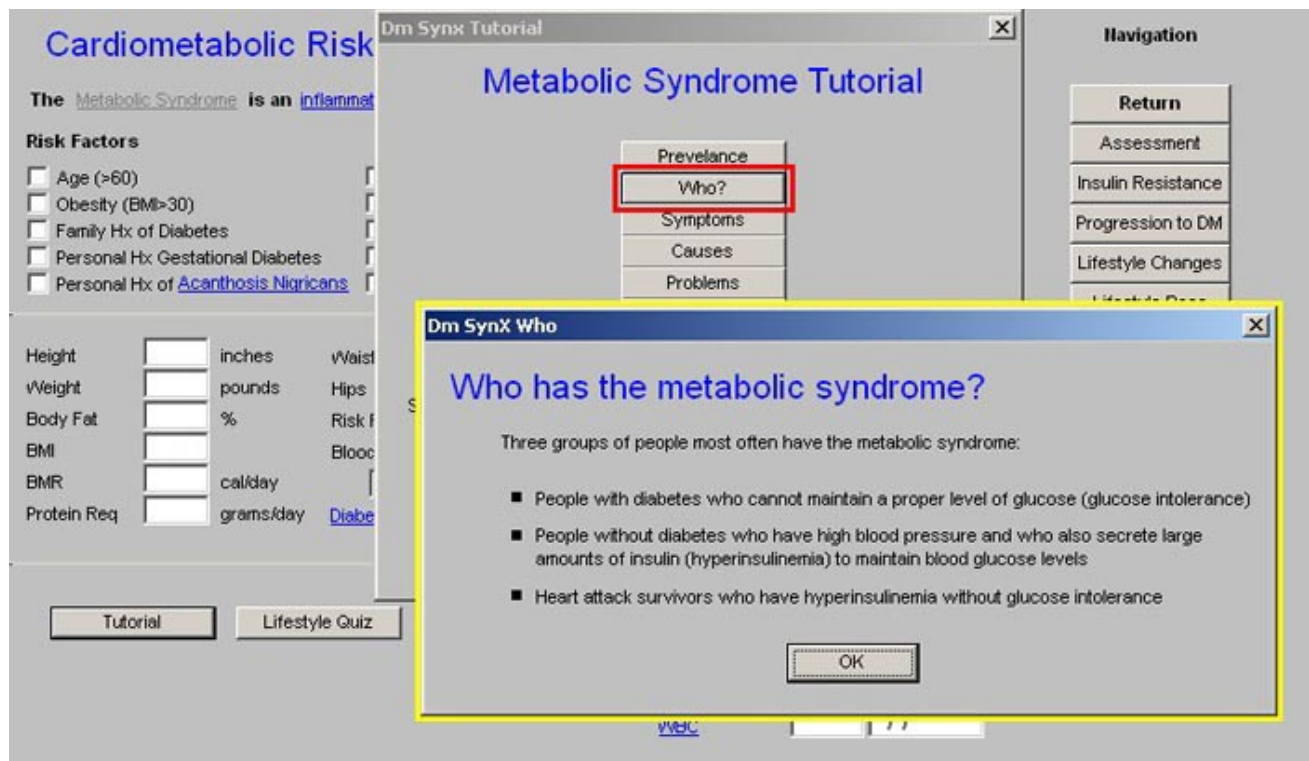 Cardiometabolic Risk
The Metabolic Syndrome is an
Risk Factors
Age (>60)
Obesity (BMI>30)
Family Hx of Diabetes
Personal Hx Gestational Diabetes
Personal Hx of Acanthosis Nigricans
Height inches
Weight pounds Hips
Body Fat %
BMI
BMR cal/day
Protein Req grams/day
Tutorial
Lifestyle Quiz
Dm Synx Tutorial
Metabolic Syndrome Tutorial
Prevelance
Who?
Symptoms
Causes
Problems
Navigation
Return
Assessment
Insulin Resistance
Progression to DM
Lifestyle Changes
Dm SynX Who
Who has the metabolic syndrome?
Three groups of people most often have the metabolic syndrome:
People with diabetes who cannot maintain a proper level of glucose (glucose intolerance)
People without diabetes who have high blood pressure and who also secrete large
amounts of insulin (hyperinsulinemia) to maintain blood glucose levels
Heart attack survivors who have hyperinsulinemia without glucose intolerance
OK
WBC / /